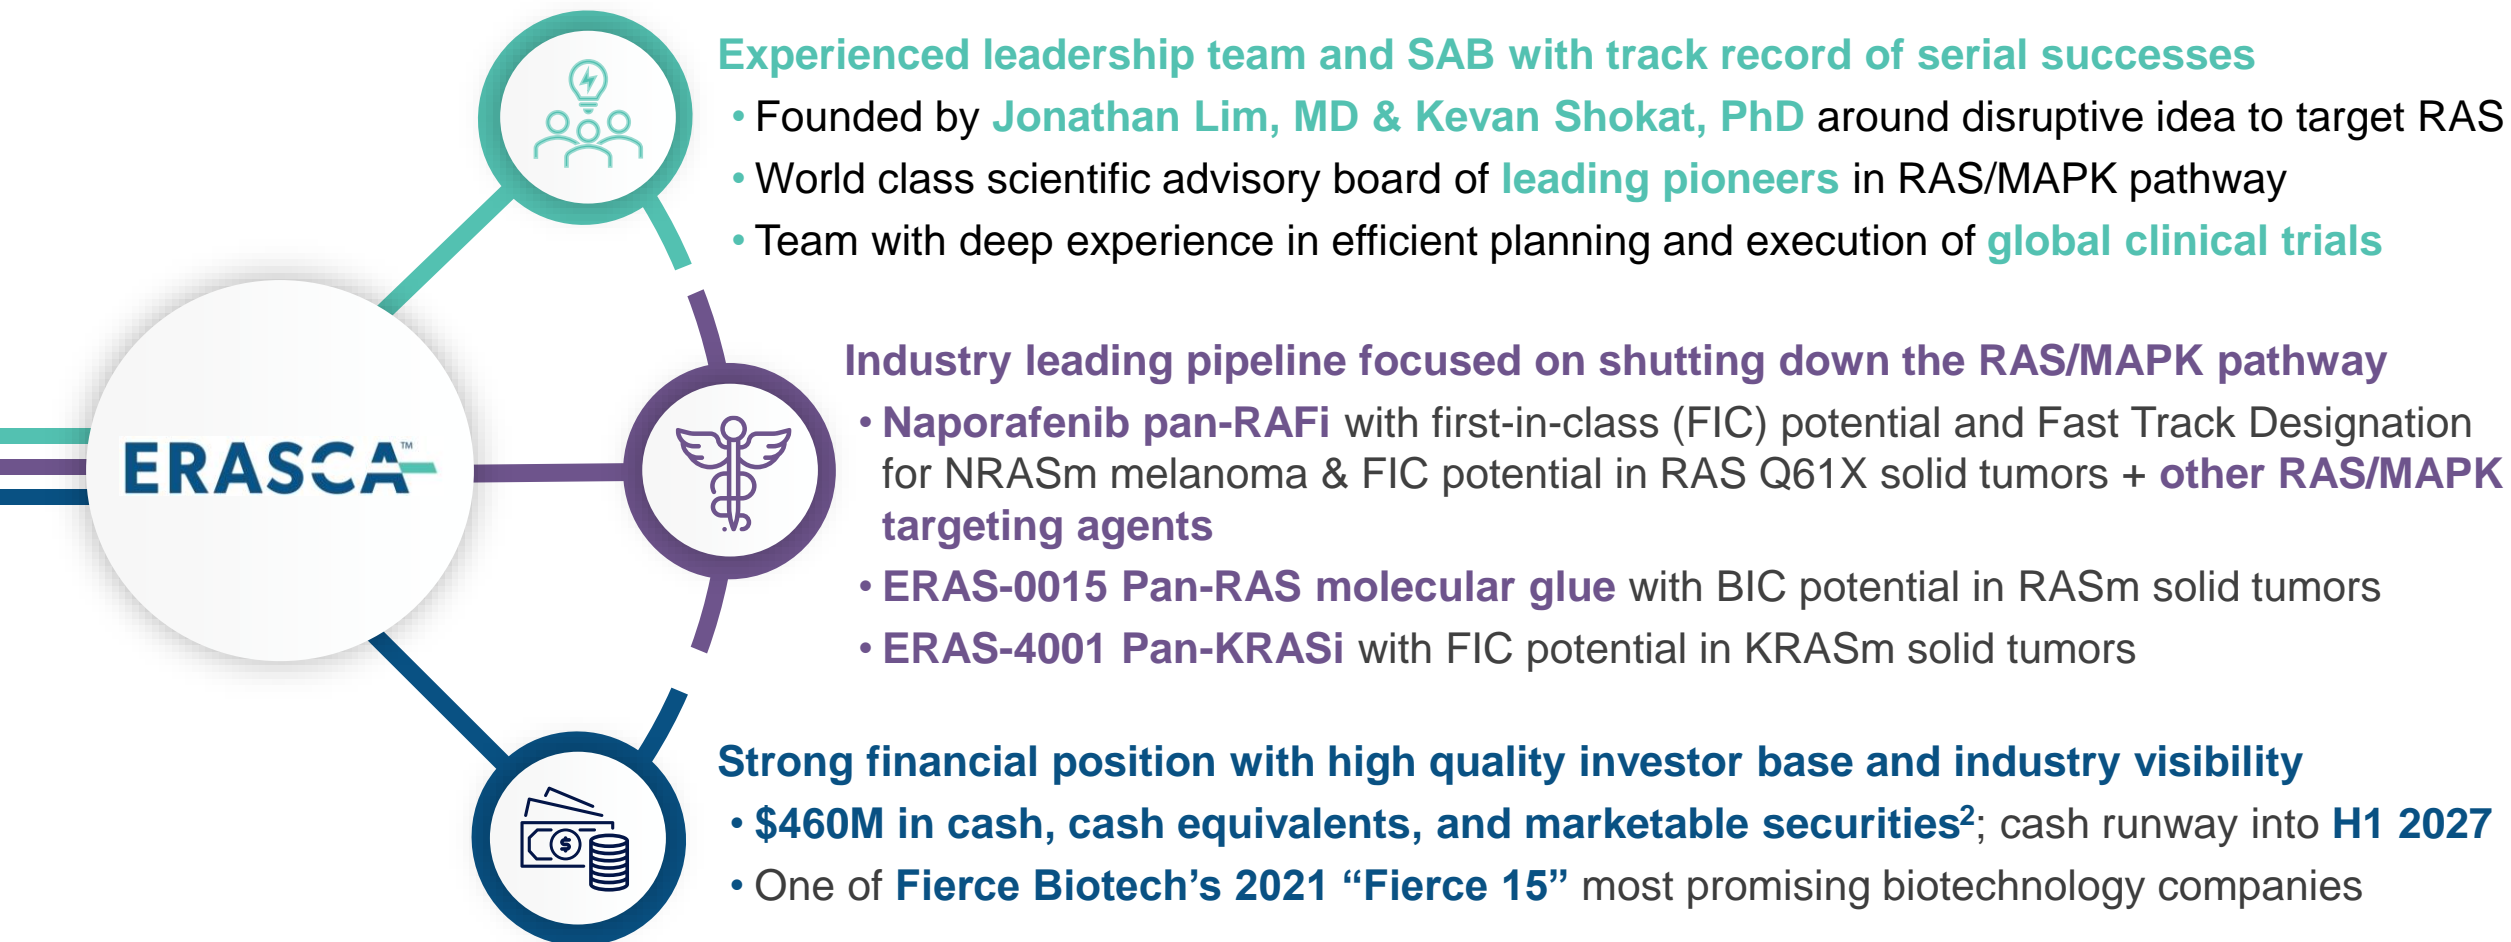 Experienced leadership team and SAB with track record of serial successes
• Founded by Jonathan Lim, MD & Kevan Shokat, PhD around disruptive idea to target RAS
• World class scientific advisory board of leading pioneers in RAS/MAPK pathway
• Team with deep experience in efficient planning and execution of global clinical trials
ERASCA™
Industry leading pipeline focused on shutting down the RAS/MAPK pathway
• Naporafenib pan-RAFi with first-in-class (FIC) potential and Fast Track Designation
for NRASm melanoma & FIC potential in RAS Q61X solid tumors + other RAS/MAPK
targeting agents
• ERAS-0015 Pan-RAS molecular glue with BIC potential in RASm solid tumors
• ERAS-4001 Pan-KRASi with FIC potential in KRASm solid tumors
Strong financial position with high quality investor base and industry visibility
• $460M in cash, cash equivalents, and marketable securities²; cash runway into H1 2027
• One of Fierce Biotech’s 2021 “Fierce 15” most promising biotechnology companies